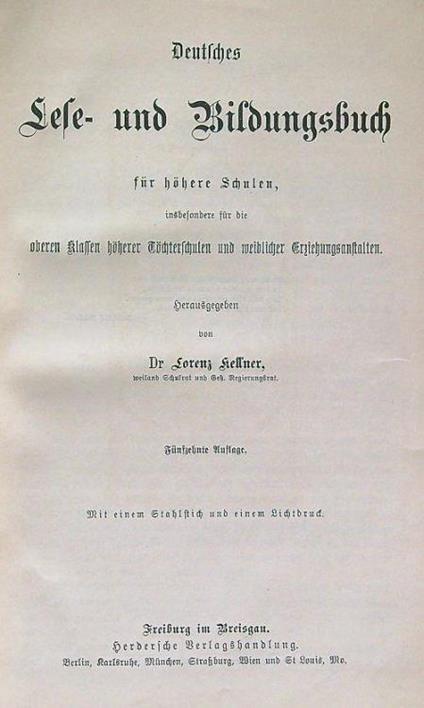 Deutsches
Lese- und Bildungsbuch
für höhere Schulen,
insbesondere für die
oberen Klassen höherer Töchterschulen und weiblicher Erziehungsanstalten.
Herausgegeben
von
Dr Lorenz Kellner,
weiland Schulrat und Geh. Regierungsrat.
Fünfzehnte Auflage.
Mit einem Stahlstich und einem Lichtdruck.
Freiburg im Breisgau.
Herdersche Verlagshandlung.
Berlin, Karlsruhe, München, Straßburg, Wien und St Louis, Mo.